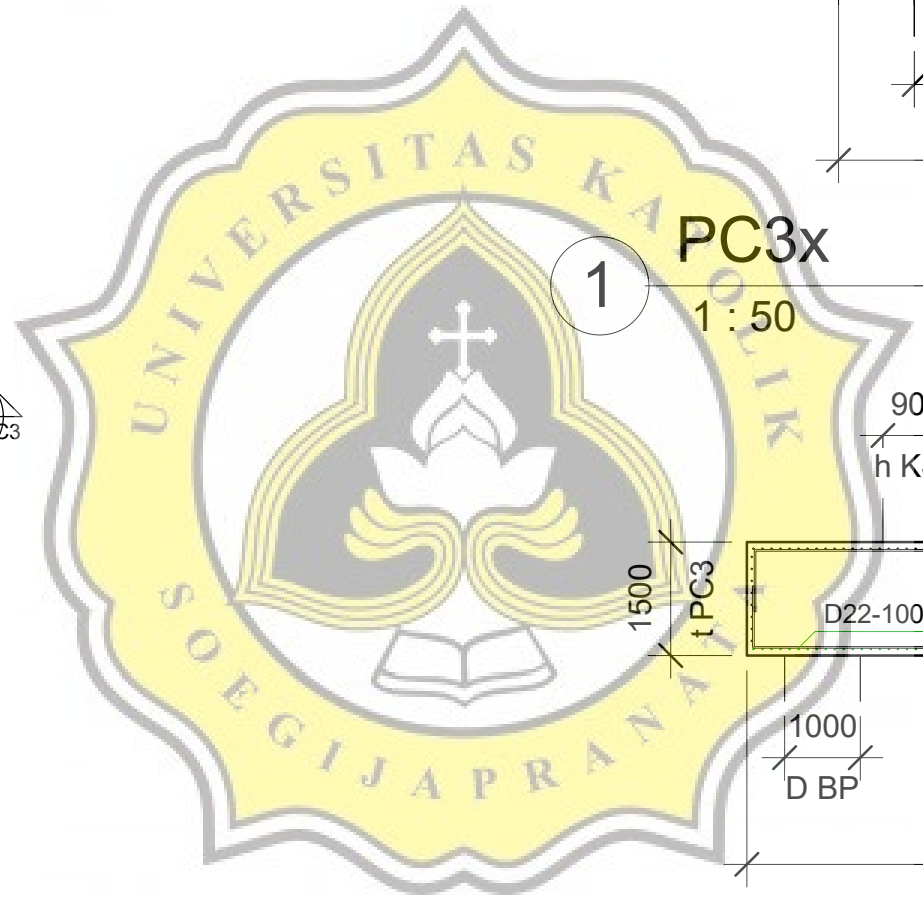 UNIVERSITAS KATOLIK
SOEGIJAPRANATA
1
PC3x
1 : 50
90
h K
1500
t PC3
D22-100
1000
D BP